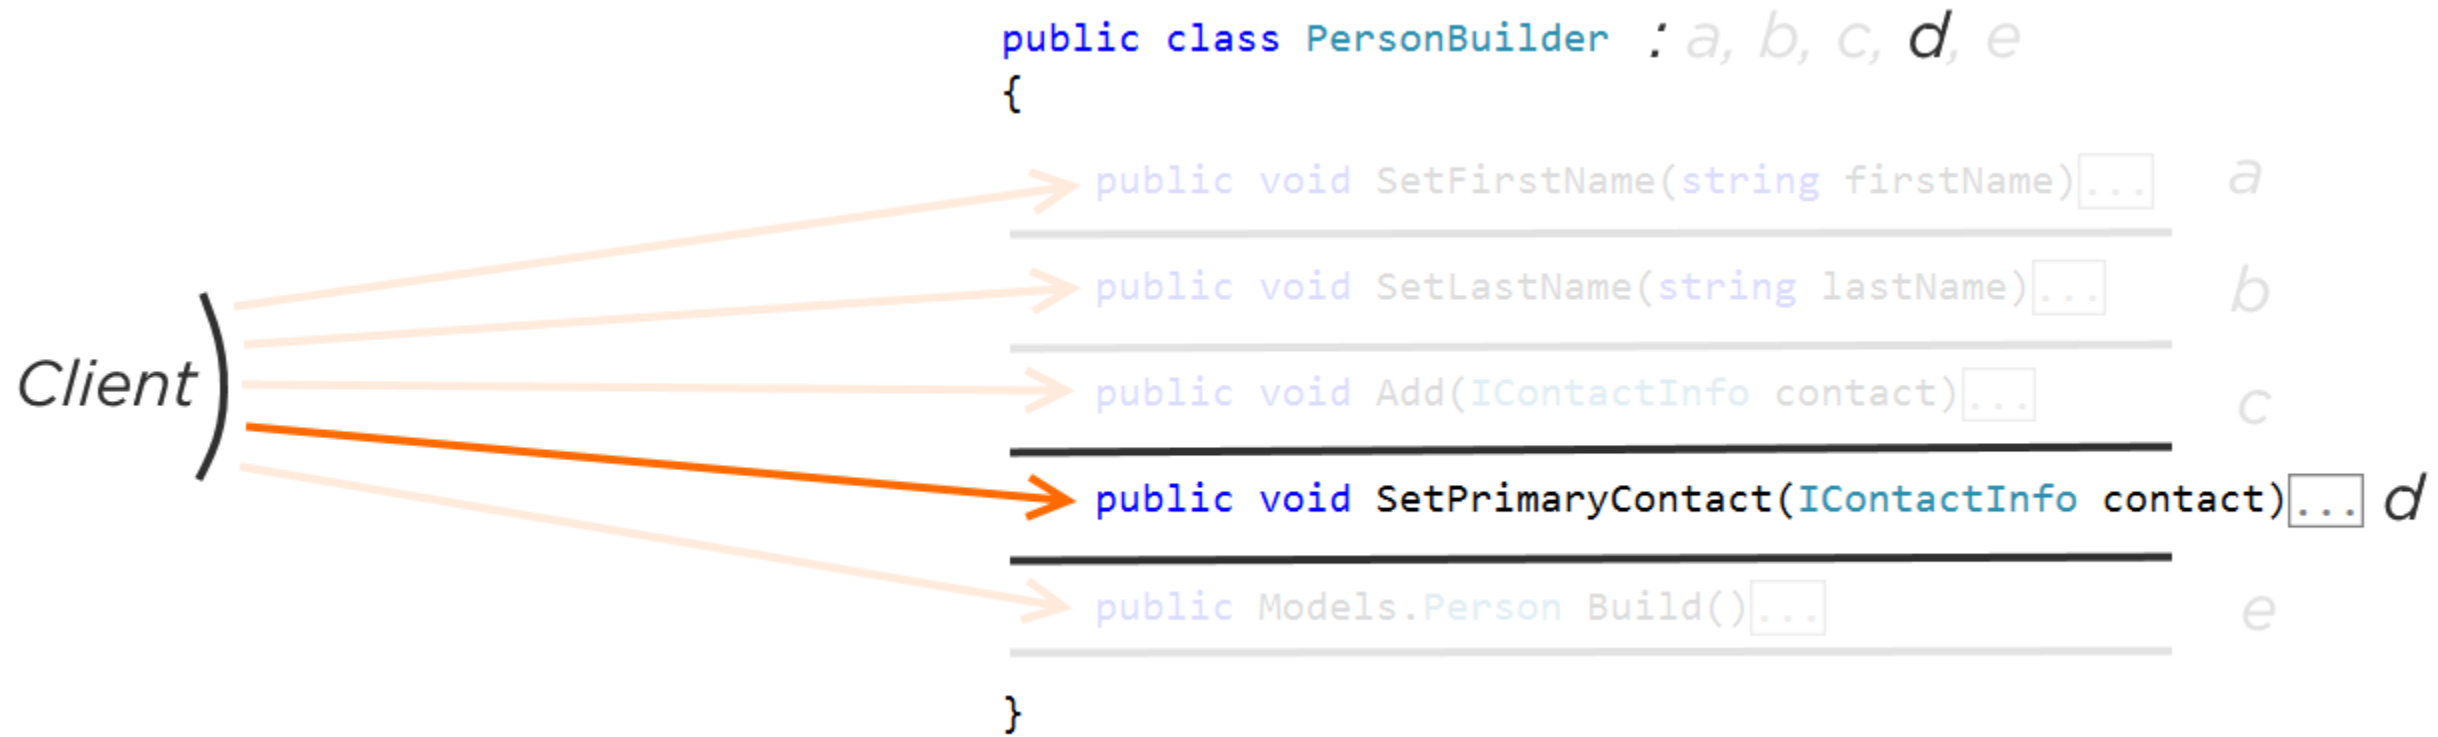 public class PersonBuilder : a, b, c, d, e
{
public void SetFirstName(string firstName)... a
public void SetLastName(string lastName)... b
Client
public void Add(IContactInfo contact)... c
public void SetPrimaryContact(IContactInfo contact)... d
public Models.Person Build()... e
}